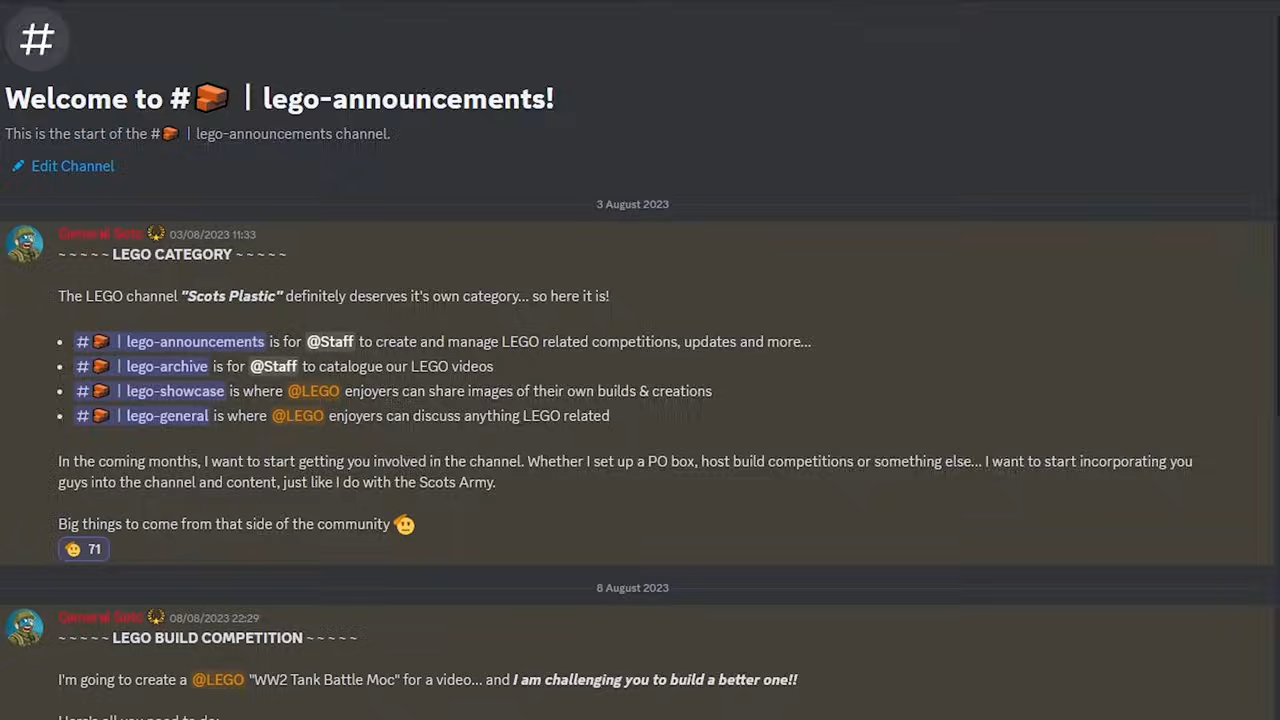 #
Welcome to #🧱 | lego-announcements!
This is the start of the #🧱 | lego-announcements channel.
Edit Channel
3 August 2023
General Scots 03/08/2023 11:33
~ ~ ~ ~ ~ LEGO CATEGORY ~ ~ ~ ~ ~
The LEGO channel "Scots Plastic" definitely deserves it's own category... so here it is!
• #🧱 | lego-announcements is for @Staff to create and manage LEGO related competitions, updates and more...
• #🧱 | lego-archive is for @Staff to catalogue our LEGO videos
• #🧱 | lego-showcase is where @LEGO enjoyers can share images of their own builds & creations
• #🧱 | lego-general is where @LEGO enjoyers can discuss anything LEGO related
In the coming months, I want to start getting you involved in the channel. Whether I set up a PO box, host build competitions or something else... I want to start incorporating you
guys into the channel and content, just like I do with the Scots Army.
Big things to come from that side of the community 🫡
🫡 71
8 August 2023
General Scots 08/08/2023 22:29
~ ~ ~ ~ ~ LEGO BUILD COMPETITION ~ ~ ~ ~ ~
I'm going to create a @LEGO "WW2 Tank Battle Moc" for a video... and I am challenging you to build a better one!!
Here's all you need to do: